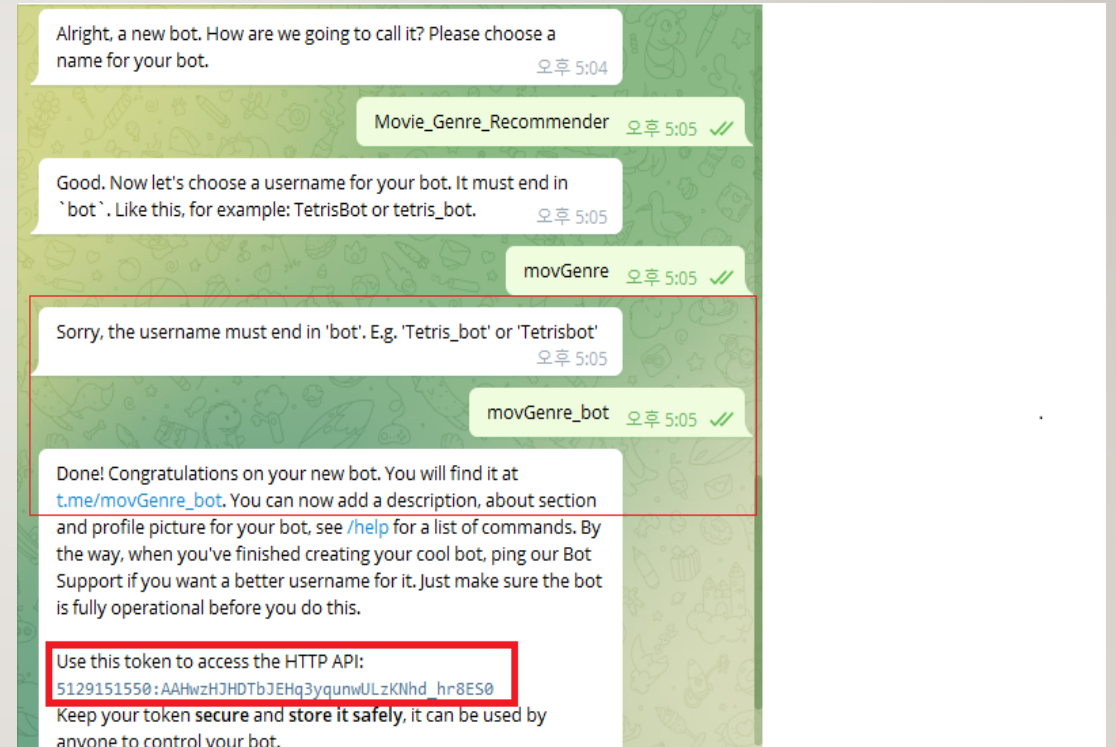 Alright, a new bot. How are we going to call it? Please choose a
name for your bot.
오후 5:04
Movie_Genre_Recommender 오후 5:05
Good. Now let's choose a username for your bot. It must end in
`bot`. Like this, for example: TetrisBot or tetris_bot.
오후 5:05
movGenre 오후 5:05
Sorry, the username must end in 'bot'. E.g. 'Tetris_bot' or 'Tetrisbot'
오후 5:05
movGenre_bot 오후 5:05
Done! Congratulations on your new bot. You will find it at
t.me/movGenre_bot. You can now add a description, about section
and profile picture for your bot, see /help for a list of commands. By
the way, when you've finished creating your cool bot, ping our Bot
Support if you want a better username for it. Just make sure the bot
is fully operational before you do this.
Use this token to access the HTTP API:
5129151550:AAHwzHJHDTbJEHq3yqunwULzKNhd_hr8ES0
Keep your token secure and store it safely, it can be used by
anyone to control your bot.